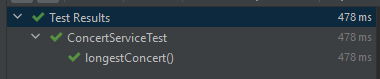 Test Results 478 ms
ConcertServiceTest 478 ms
longestConcert() 478 ms